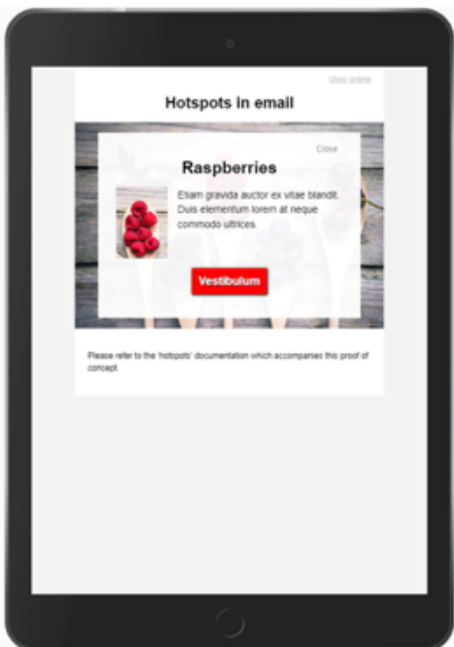 View online
Hotspots in email
Close
Raspberries
Etiam gravida auctor ex vitae blandit.
Duis elementum lorem at neque
commodo ultrices.
Vestibulum
Please refer to the 'hotspots' documentation which accompanies this proof of
concept.